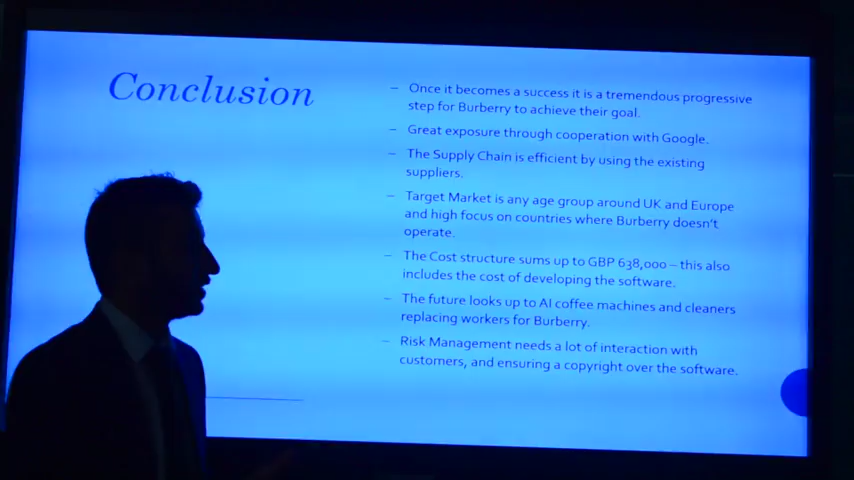 Conclusion
– Once it becomes a success it is a tremendous progressive
step for Burberry to achieve their goal.
– Great exposure through cooperation with Google.
– The Supply Chain is efficient by using the existing
suppliers.
– Target Market is any age group around UK and Europe
and high focus on countries where Burberry doesn't
operate.
– The Cost structure sums up to GBP 638,000 – this also
includes the cost of developing the software.
– The future looks up to AI coffee machines and cleaners
replacing workers for Burberry.
– Risk Management needs a lot of interaction with
customers, and ensuring a copyright over the software.